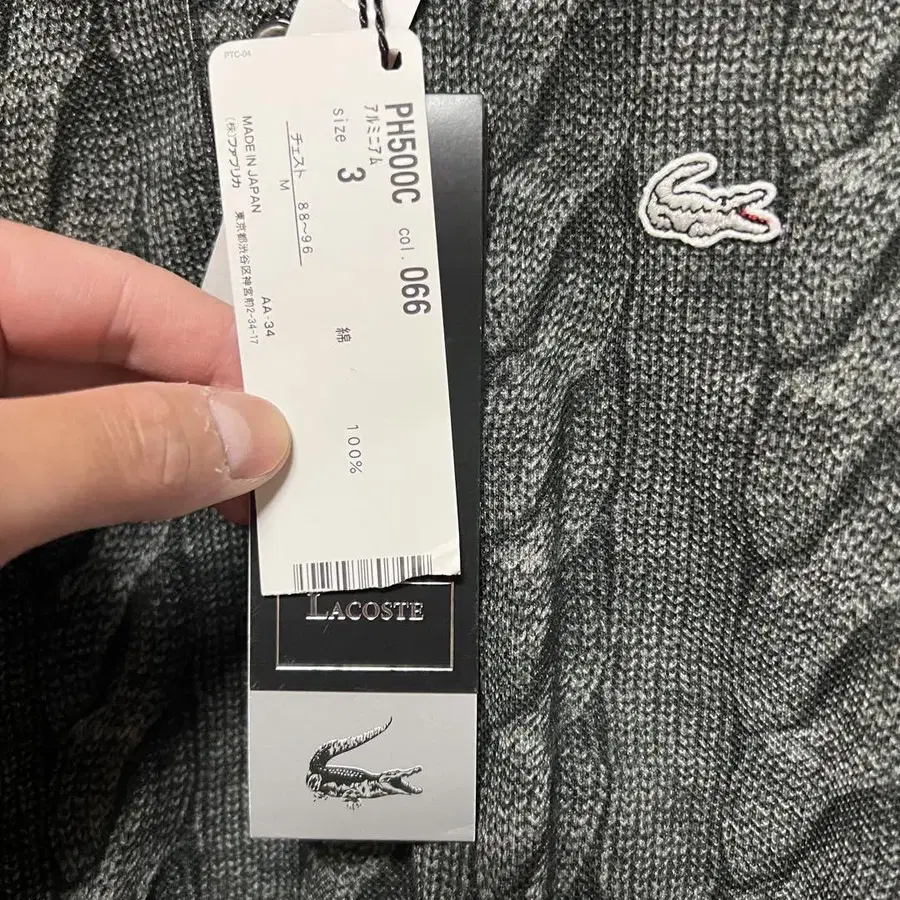 PTC-04
PH500C col. 066
アルミニアム
size 3
チェスト
M 88~96
綿 100%
AA-34
MADE IN JAPAN
(株)ファブリカ 東京都渋谷区神宮前2-34-17
LACOSTE